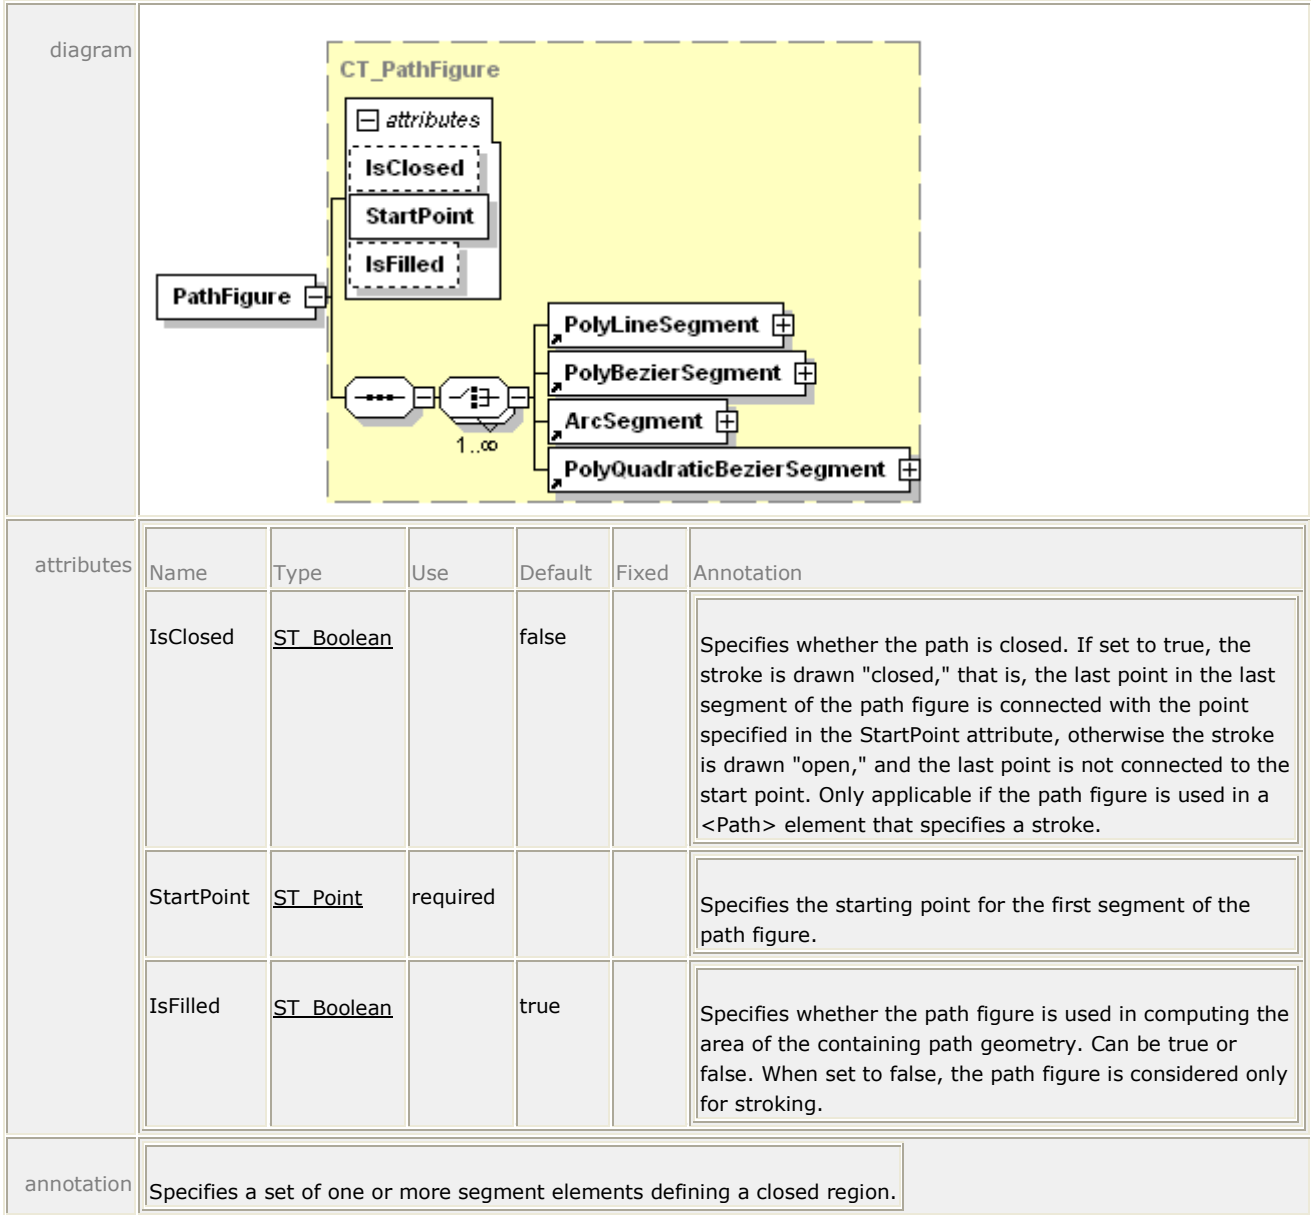 diagram
CT_PathFigure
attributes
IsClosed
StartPoint
IsFilled
PathFigure
PolyLineSegment
PolyBezierSegment
ArcSegment
1..∞
PolyQuadraticBezierSegment
attributes
Name Type Use Default Fixed Annotation
IsClosed ST_Boolean false
Specifies whether the path is closed. If set to true, the
stroke is drawn "closed," that is, the last point in the last
segment of the path figure is connected with the point
specified in the StartPoint attribute, otherwise the stroke
is drawn "open," and the last point is not connected to the
start point. Only applicable if the path figure is used in a
<Path> element that specifies a stroke.
StartPoint ST_Point required
Specifies the starting point for the first segment of the
path figure.
IsFilled ST_Boolean true
Specifies whether the path figure is used in computing the
area of the containing path geometry. Can be true or
false. When set to false, the path figure is considered only
for stroking.
annotation
Specifies a set of one or more segment elements defining a closed region.